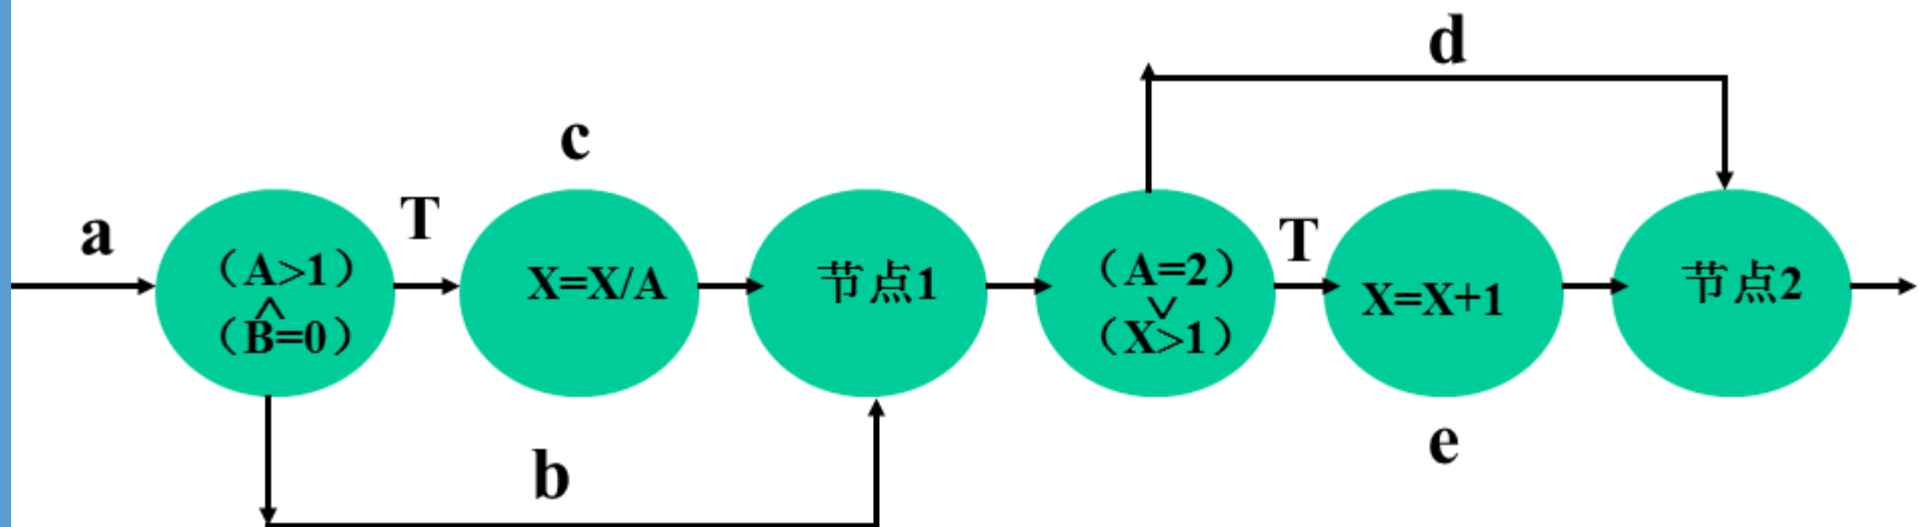 d
c
a
T
T
（A>1）
∧
（B=0）
X=X/A
节点1
（A=2）
∨
（X>1）
X=X+1
节点2
b
e